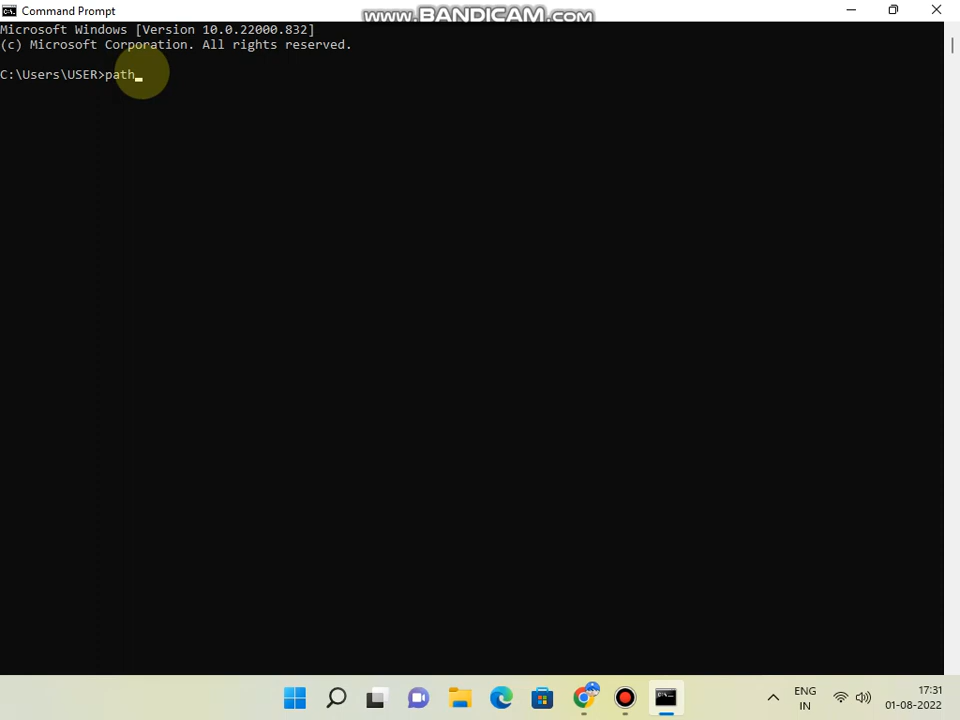 Command Prompt
www.BANDICAM.com
Microsoft Windows [Version 10.0.22000.832]
(c) Microsoft Corporation. All rights reserved.
C:\Users\USER>path
ENG
IN
17:31
01-08-2022